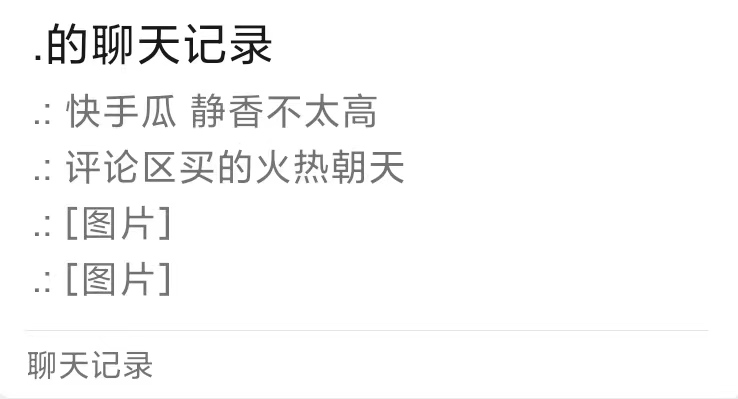 .的聊天记录
.: 快手瓜 静香不太高
.: 评论区买的火热朝天
.: [图片]
.: [图片]
聊天记录